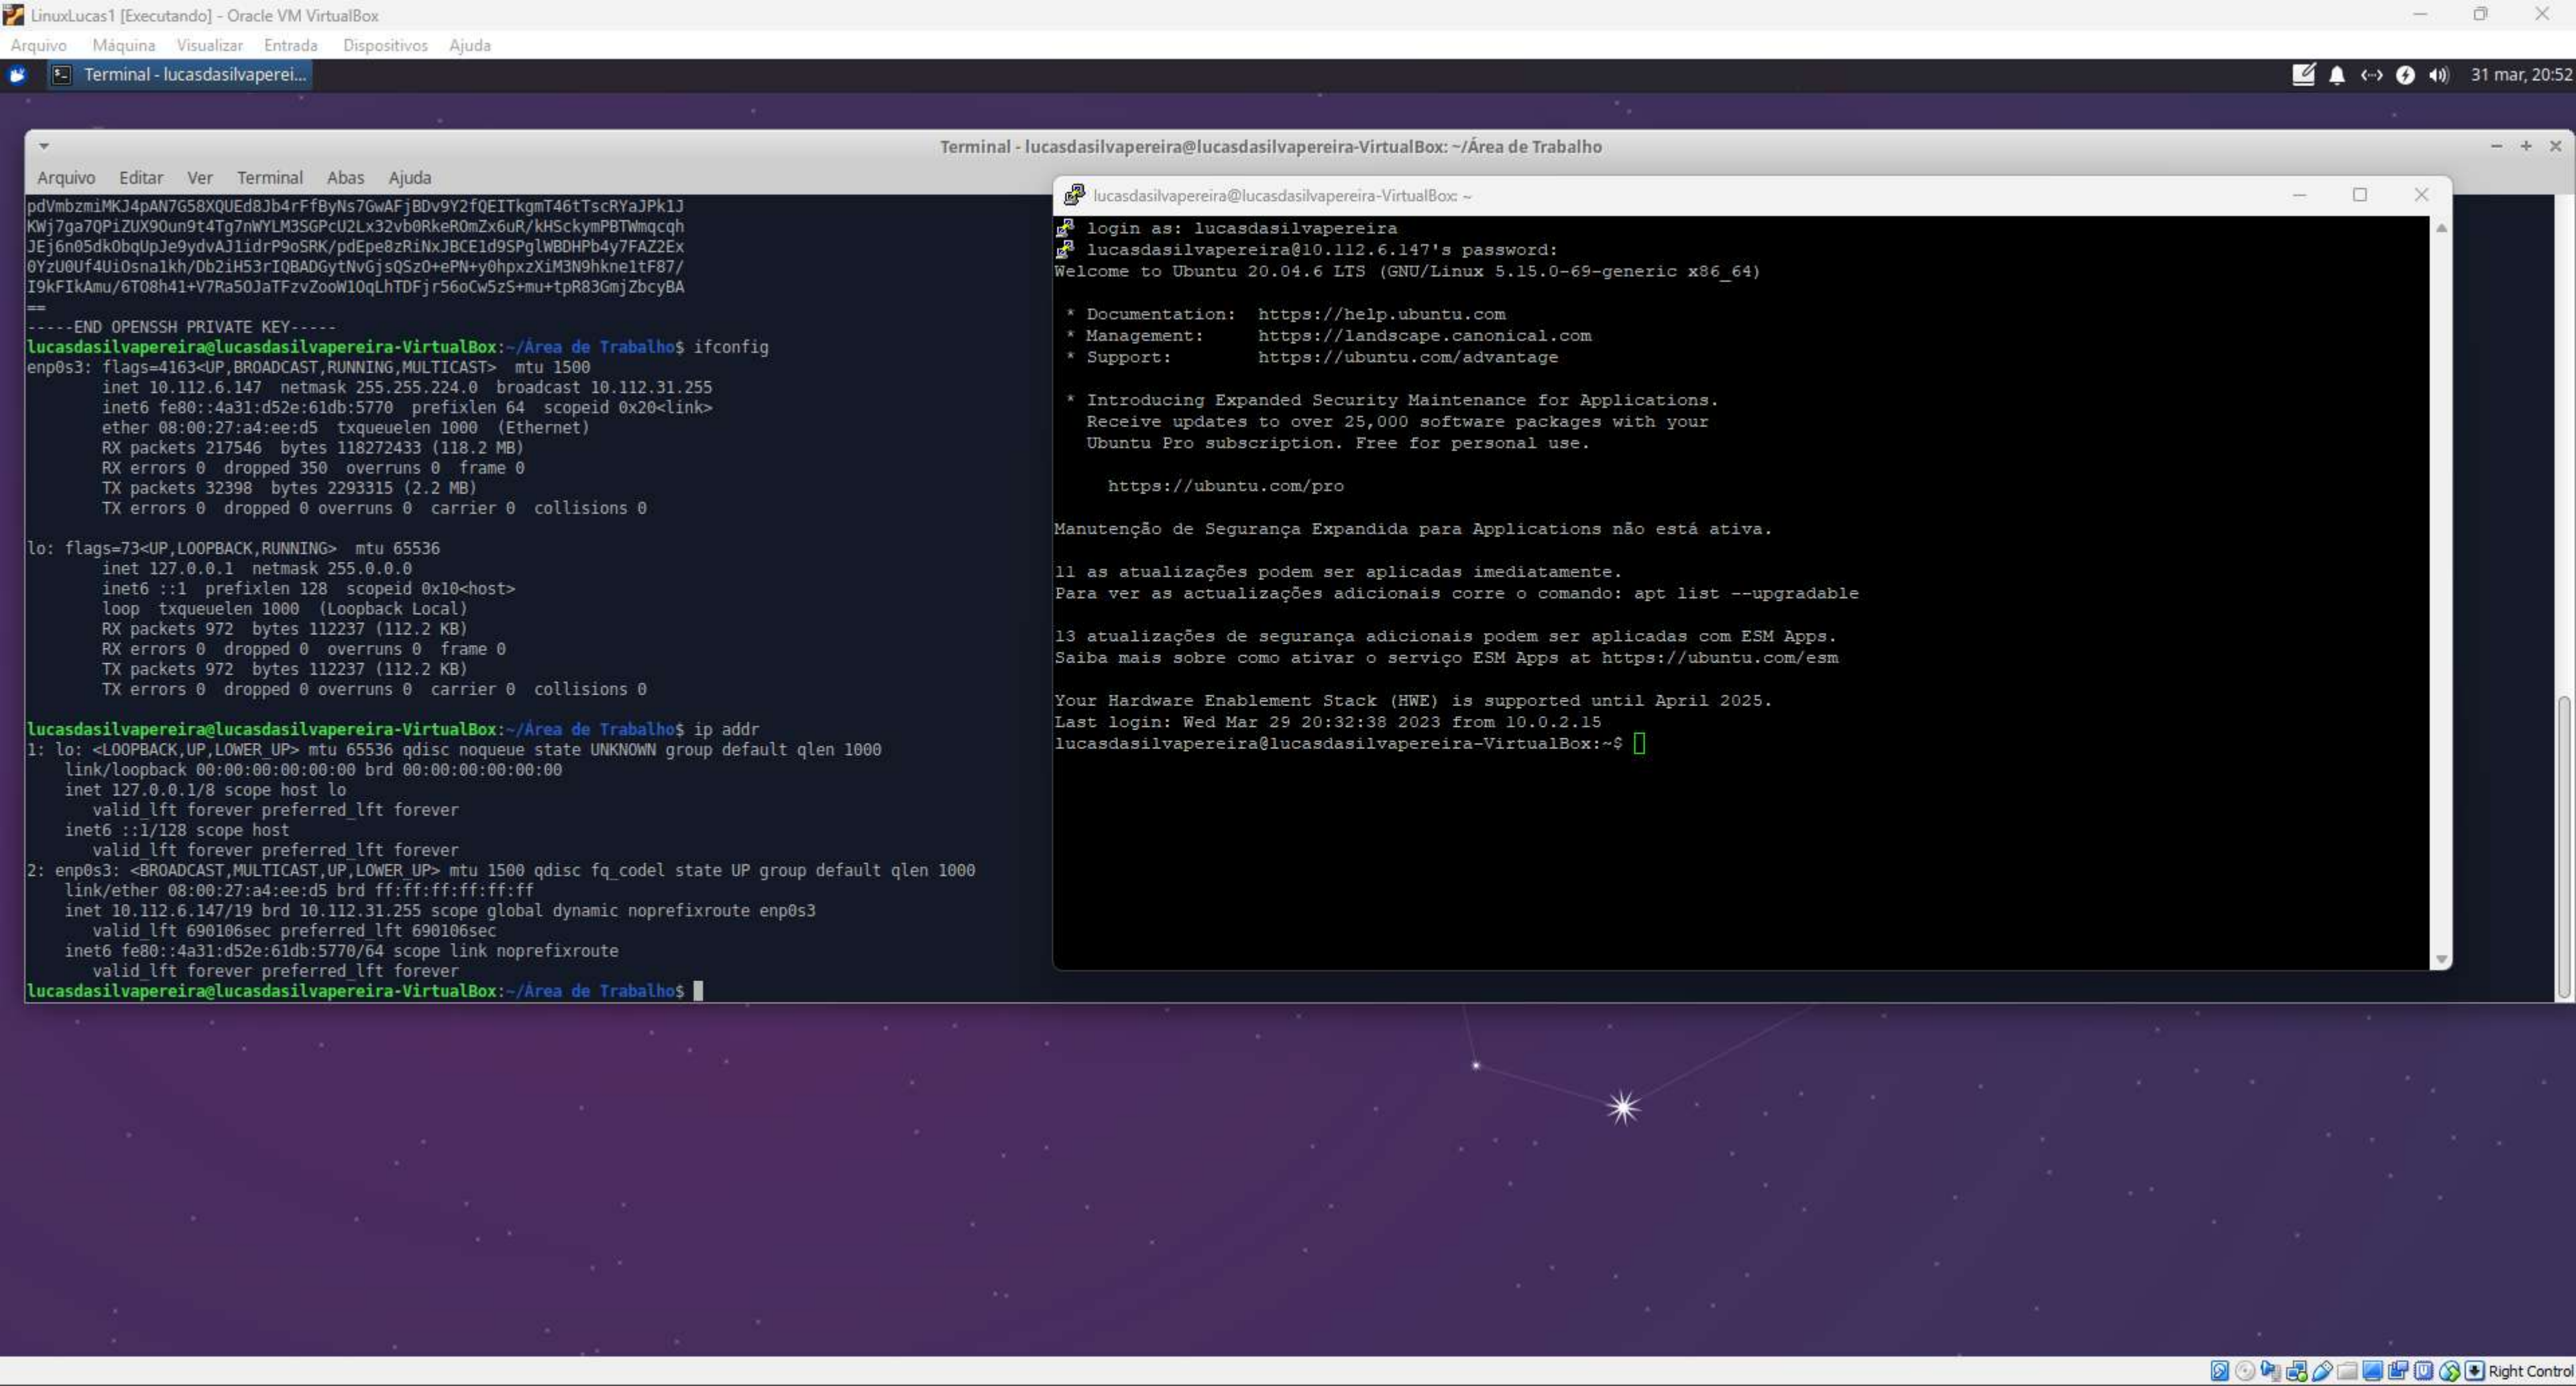 LinuxLucas1 [Executando] - Oracle VM VirtualBox
Arquivo Máquina Visualizar Entrada Dispositivos Ajuda
Terminal - lucasdasilvaperei...
31 mar, 20:52
Terminal - lucasdasilvapereira@lucasdasilvapereira-VirtualBox: ~/Área de Trabalho
Arquivo Editar Ver Terminal Abas Ajuda
==
-----END OPENSSH PRIVATE KEY-----
lucasdasilvapereira@lucasdasilvapereira-VirtualBox:~/Área de Trabalho$ ifconfig
enp0s3: flags=4163<UP,BROADCAST,RUNNING,MULTICAST> mtu 1500
inet 10.112.6.147 netmask 255.255.224.0 broadcast 10.112.31.255
inet6 fe80::4a31:d52e:61db:5770 prefixlen 64 scopeid 0x20<link>
ether 08:00:27:a4:ee:d5 txqueuelen 1000 (Ethernet)
RX packets 217546 bytes 118272433 (118.2 MB)
RX errors 0 dropped 350 overruns 0 frame 0
TX packets 32398 bytes 2293315 (2.2 MB)
TX errors 0 dropped 0 overruns 0 carrier 0 collisions 0
lo: flags=73<UP,LOOPBACK,RUNNING> mtu 65536
inet 127.0.0.1 netmask 255.0.0.0
inet6 ::1 prefixlen 128 scopeid 0x10<host>
loop txqueuelen 1000 (Loopback Local)
RX packets 972 bytes 112237 (112.2 KB)
RX errors 0 dropped 0 overruns 0 frame 0
TX packets 972 bytes 112237 (112.2 KB)
TX errors 0 dropped 0 overruns 0 carrier 0 collisions 0
lucasdasilvapereira@lucasdasilvapereira-VirtualBox:~/Área de Trabalho$ ip addr
1: lo: <LOOPBACK,UP,LOWER_UP> mtu 65536 qdisc noqueue state UNKNOWN group default qlen 1000
link/loopback 00:00:00:00:00:00 brd 00:00:00:00:00:00
inet 127.0.0.1/8 scope host lo
valid_lft forever preferred_lft forever
inet6 ::1/128 scope host
valid_lft forever preferred_lft forever
2: enp0s3: <BROADCAST,MULTICAST,UP,LOWER_UP> mtu 1500 qdisc fq_codel state UP group default qlen 1000
link/ether 08:00:27:a4:ee:d5 brd ff:ff:ff:ff:ff:ff
inet 10.112.6.147/19 brd 10.112.31.255 scope global dynamic noprefixroute enp0s3
valid_lft 690106sec preferred_lft 690106sec
inet6 fe80::4a31:d52e:61db:5770/64 scope link noprefixroute
valid_lft forever preferred_lft forever
lucasdasilvapereira@lucasdasilvapereira-VirtualBox:~/Área de Trabalho$
lucasdasilvapereira@lucasdasilvapereira-VirtualBox: ~
login as: lucasdasilvapereira
lucasdasilvapereira@10.112.6.147's password:
Welcome to Ubuntu 20.04.6 LTS (GNU/Linux 5.15.0-69-generic x86_64)
* Documentation: https://help.ubuntu.com
* Management: https://landscape.canonical.com
* Support: https://ubuntu.com/advantage
* Introducing Expanded Security Maintenance for Applications.
Receive updates to over 25,000 software packages with your
Ubuntu Pro subscription. Free for personal use.
https://ubuntu.com/pro
Manutenção de Segurança Expandida para Applications não está ativa.
11 as atualizações podem ser aplicadas imediatamente.
Para ver as actualizações adicionais corre o comando: apt list --upgradable
13 atualizações de segurança adicionais podem ser aplicadas com ESM Apps.
Saiba mais sobre como ativar o serviço ESM Apps at https://ubuntu.com/esm
Your Hardware Enablement Stack (HWE) is supported until April 2025.
Last login: Wed Mar 29 20:32:38 2023 from 10.0.2.15
lucasdasilvapereira@lucasdasilvapereira-VirtualBox:~$
Right Control